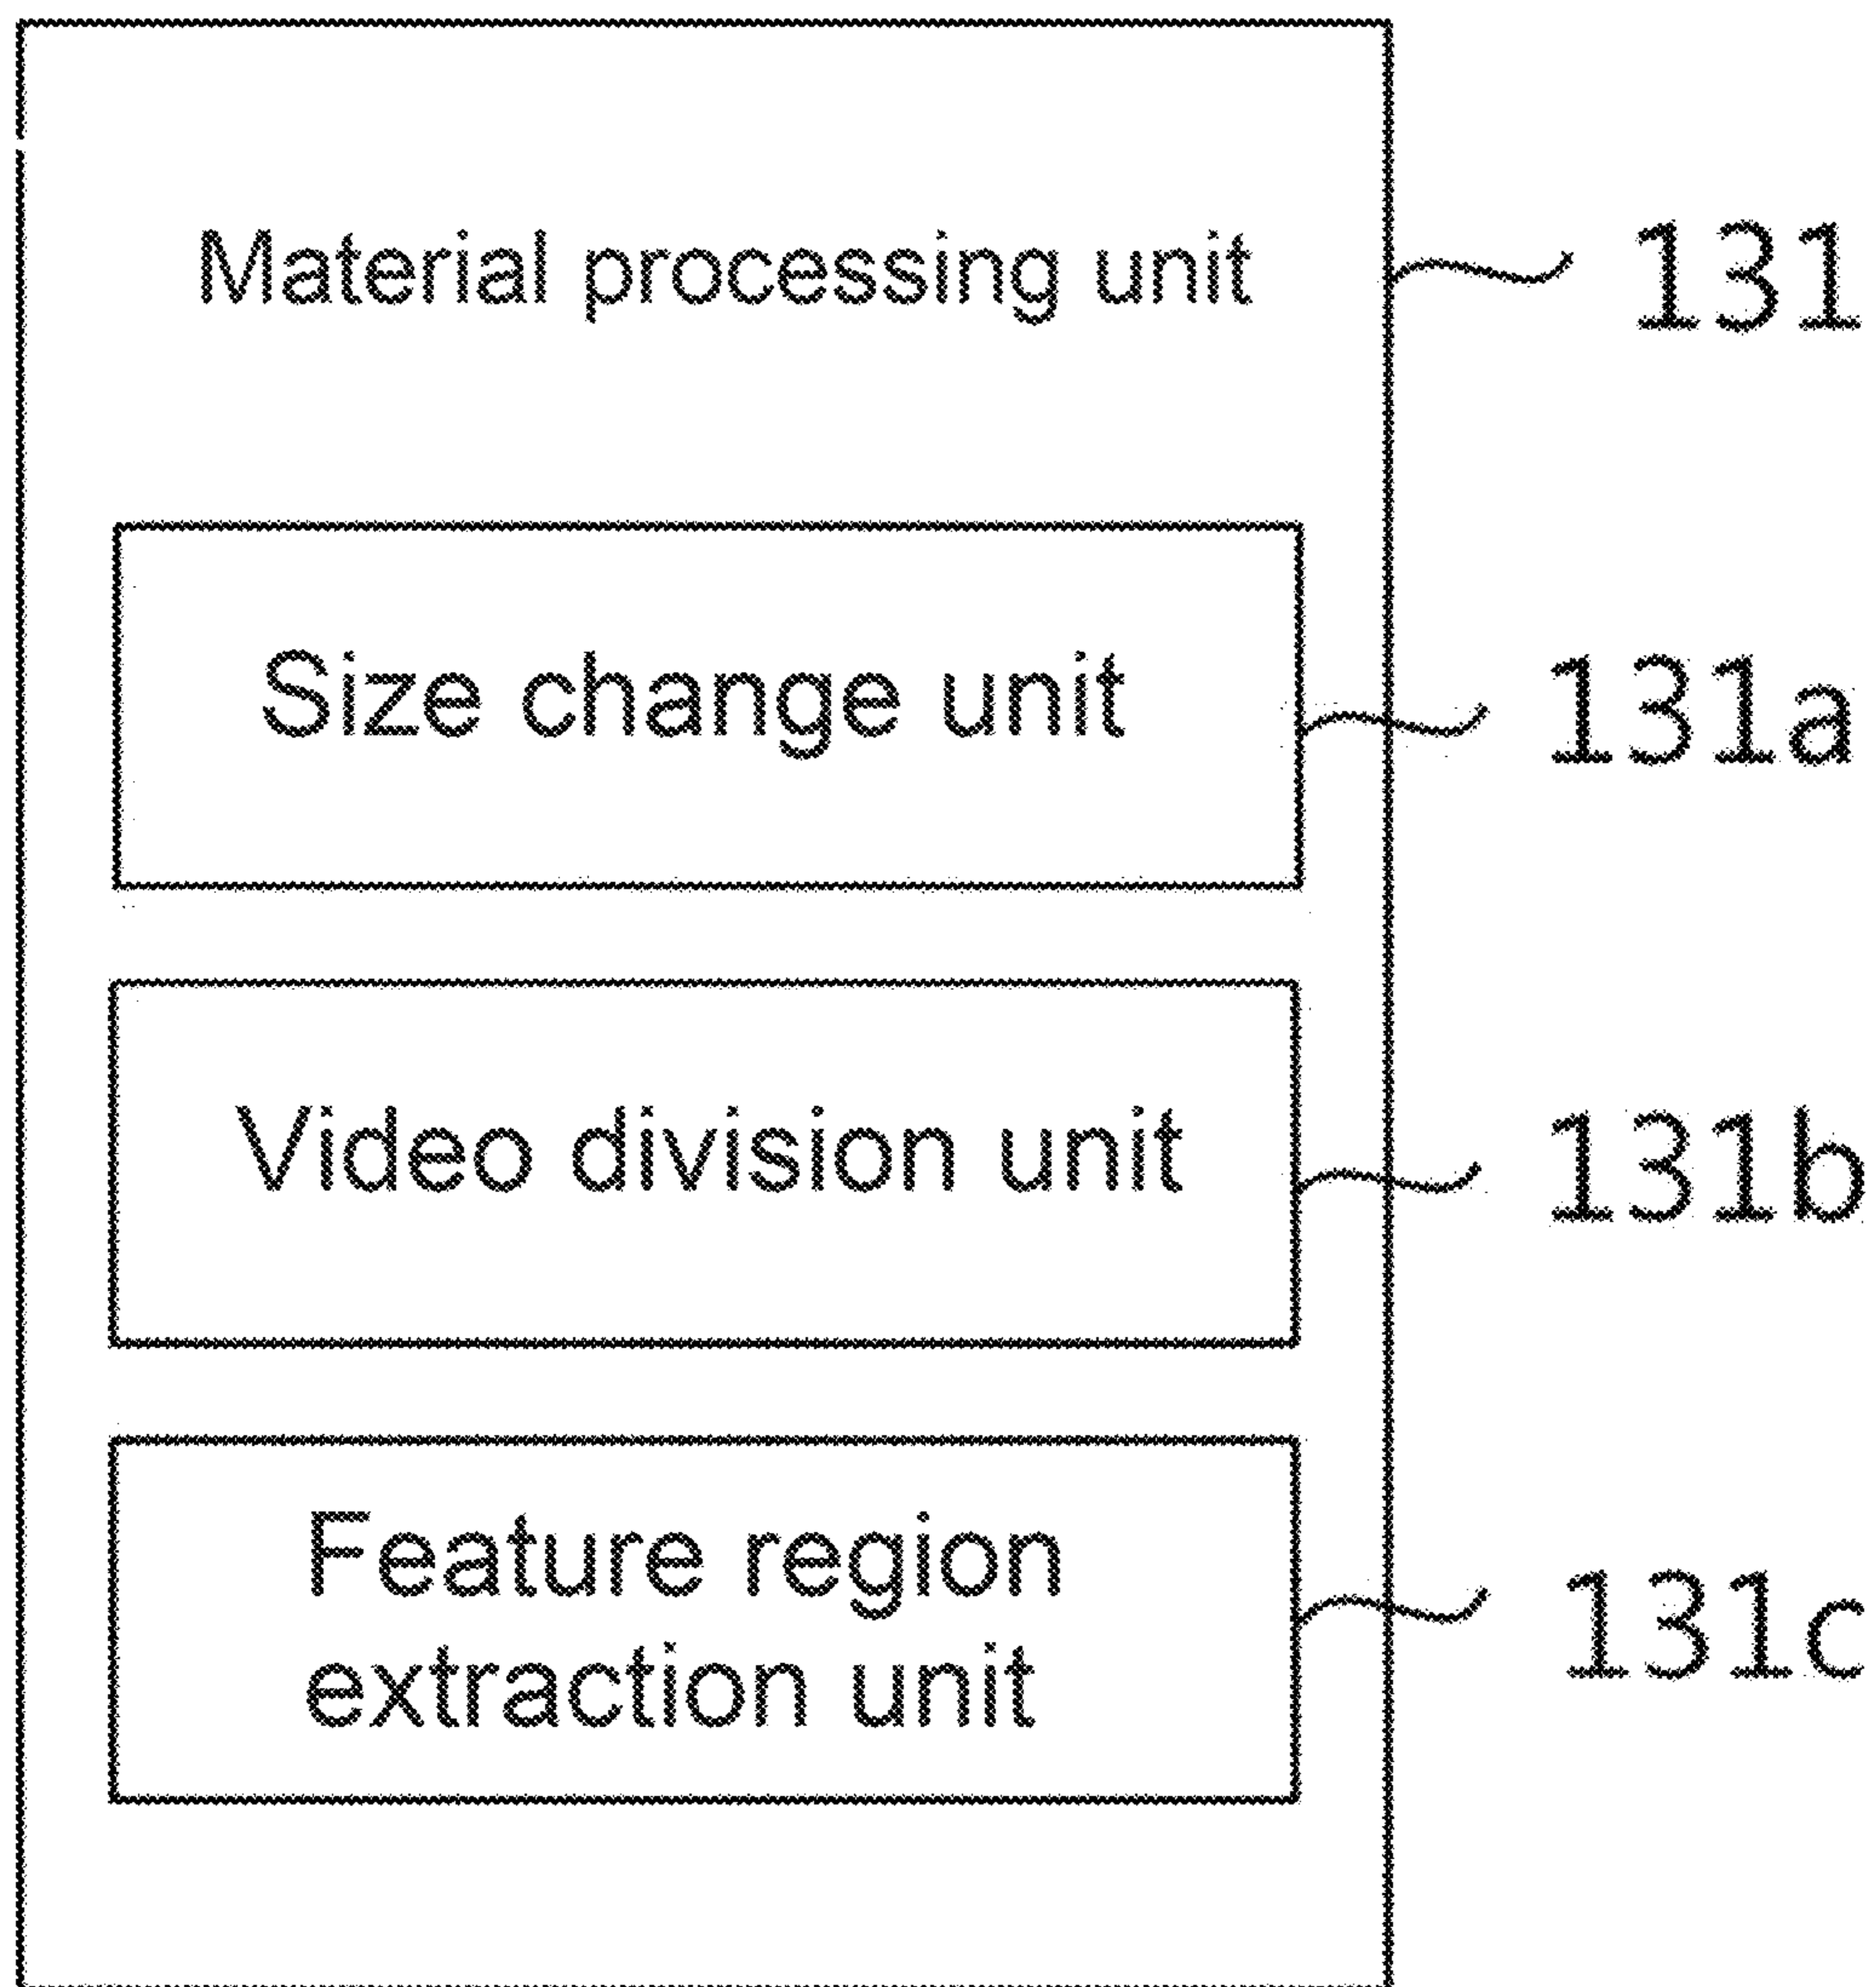 Material processing unit 131
Size change unit 131a
Video division unit 131b
Feature region
extraction unit
131c